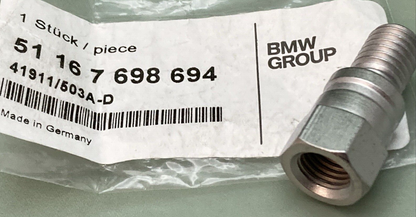 1 Stück / piece
51 16 7 698 694
41911/503A-D
Made in Germany
BMW
GROUP